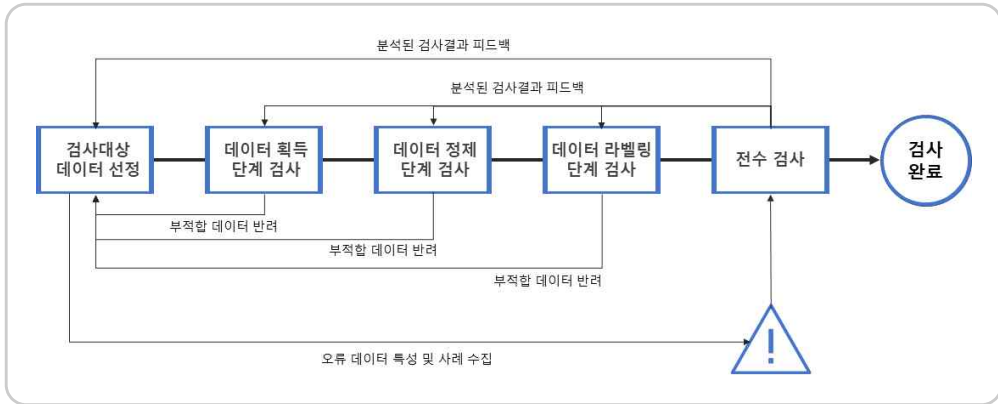 분석된 검사결과 피드백
분석된 검사결과 피드백
검사대상
데이터 선정
데이터 획득
단계 검사
데이터 정제
단계 검사
데이터 라벨링
단계 검사
전수 검사
검사
완료
부적합 데이터 반려
부적합 데이터 반려
부적합 데이터 반려
오류 데이터 특성 및 사례 수집
!